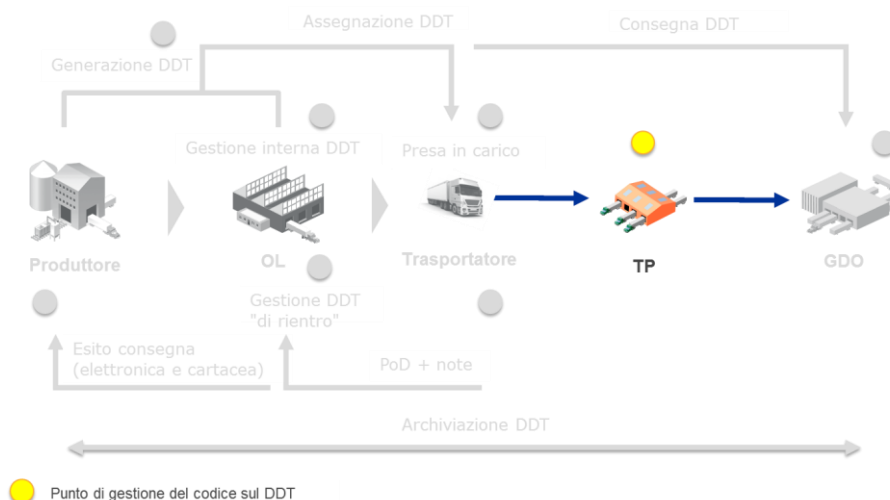 Assegnazione DDT
Consegna DDT
Generazione DDT
Gestione interna DDT
Presa in carico
Produttore
OL
Trasportatore
TP
GDO
Gestione DDT
"di rientro"
Esito consegna
(elettronica e cartacea)
PoD + note
Archiviazione DDT
Punto di gestione del codice sul DDT